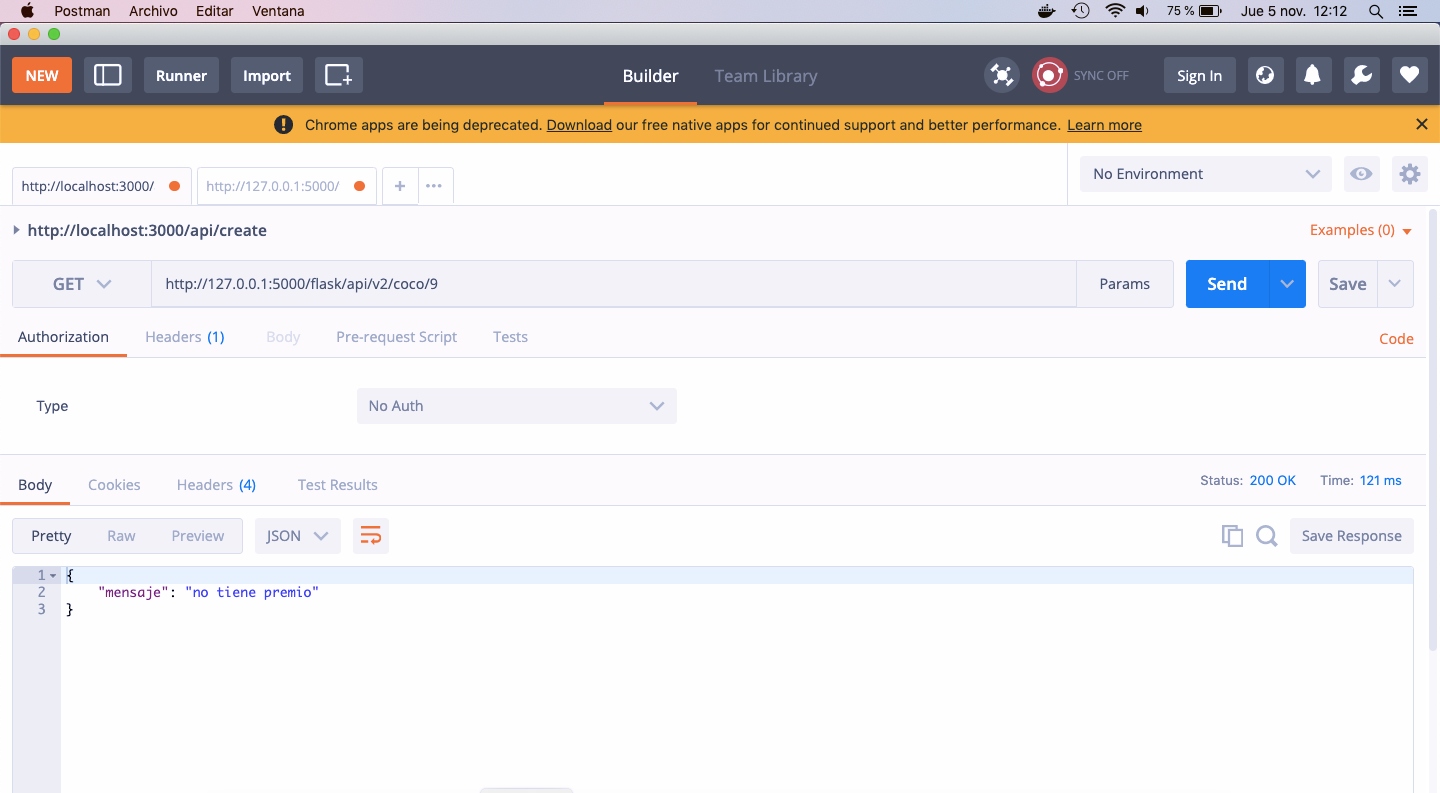 Postman Archivo Editar Ventana 75 % Jue 5 nov. 12:12
NEW Runner Import Builder Team Library SYNC OFF Sign In
Chrome apps are being deprecated. Download our free native apps for continued support and better performance. Learn more
http://localhost:3000/ http://127.0.0.1:5000/ + ••• No Environment
http://localhost:3000/api/create Examples (0)
GET http://127.0.0.1:5000/flask/api/v2/coco/9 Params Send Save
Authorization Headers (1) Body Pre-request Script Tests Code
Type No Auth
Body Cookies Headers (4) Test Results Status: 200 OK Time: 121 ms
Pretty Raw Preview JSON Save Response
1 {
2 "mensaje": "no tiene premio"
3 }